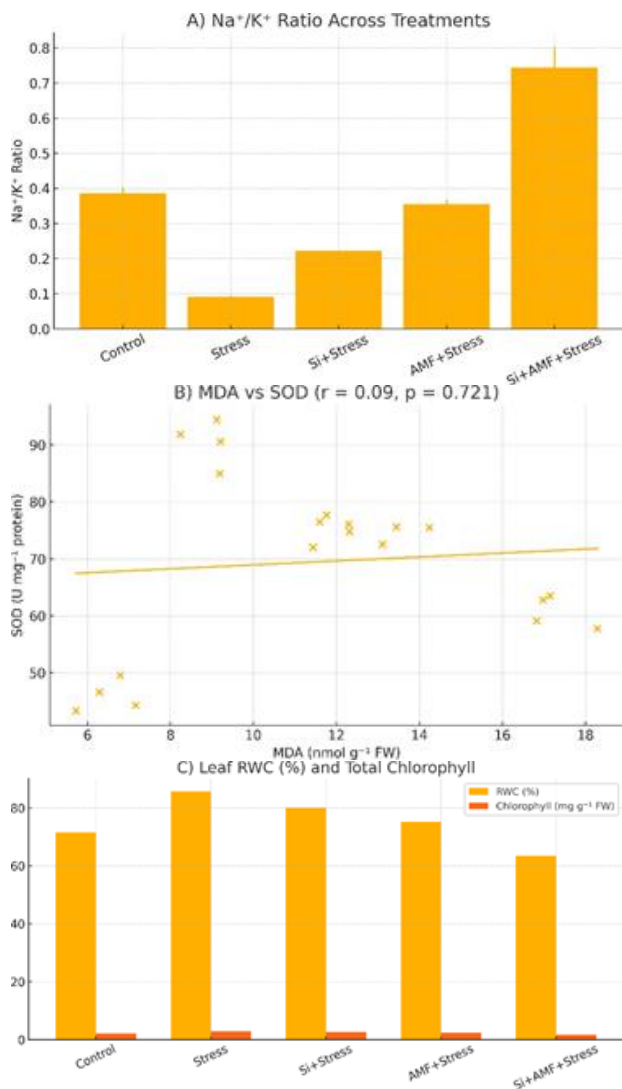 A) Na⁺/K⁺ Ratio Across Treatments
0.8
0.7
0.6
0.5
0.4
0.3
0.2
0.1
0.0
Na⁺/K⁺ Ratio
Control
Stress
Si+Stress
AMF+Stress
Si+AMF+Stress
B) MDA vs SOD (r = 0.09, p = 0.721)
90
80
70
60
50
SOD (U mg⁻¹ protein)
6 8 10 12 14 16 18
MDA (nmol g⁻¹ FW)
C) Leaf RWC (%) and Total Chlorophyll
RWC (%)
Chlorophyll (mg g⁻¹ FW)
80
60
40
20
0
Control
Stress
Si+Stress
AMF+Stress
Si+AMF+Stress